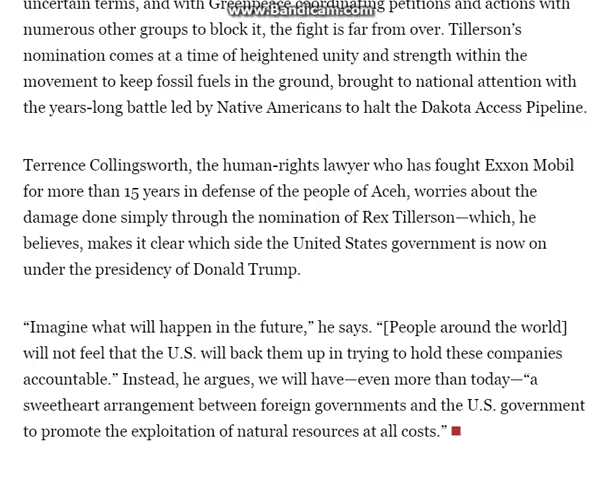 uncertain terms, and with Greenpeace coordinating petitions and actions with
www.Bandicam.com
numerous other groups to block it, the fight is far from over. Tillerson’s
nomination comes at a time of heightened unity and strength within the
movement to keep fossil fuels in the ground, brought to national attention with
the years-long battle led by Native Americans to halt the Dakota Access Pipeline.
Terrence Collingsworth, the human-rights lawyer who has fought Exxon Mobil
for more than 15 years in defense of the people of Aceh, worries about the
damage done simply through the nomination of Rex Tillerson—which, he
believes, makes it clear which side the United States government is now on
under the presidency of Donald Trump.
“Imagine what will happen in the future,” he says. “[People around the world]
will not feel that the U.S. will back them up in trying to hold these companies
accountable.” Instead, he argues, we will have—even more than today—“a
sweetheart arrangement between foreign governments and the U.S. government
to promote the exploitation of natural resources at all costs.”